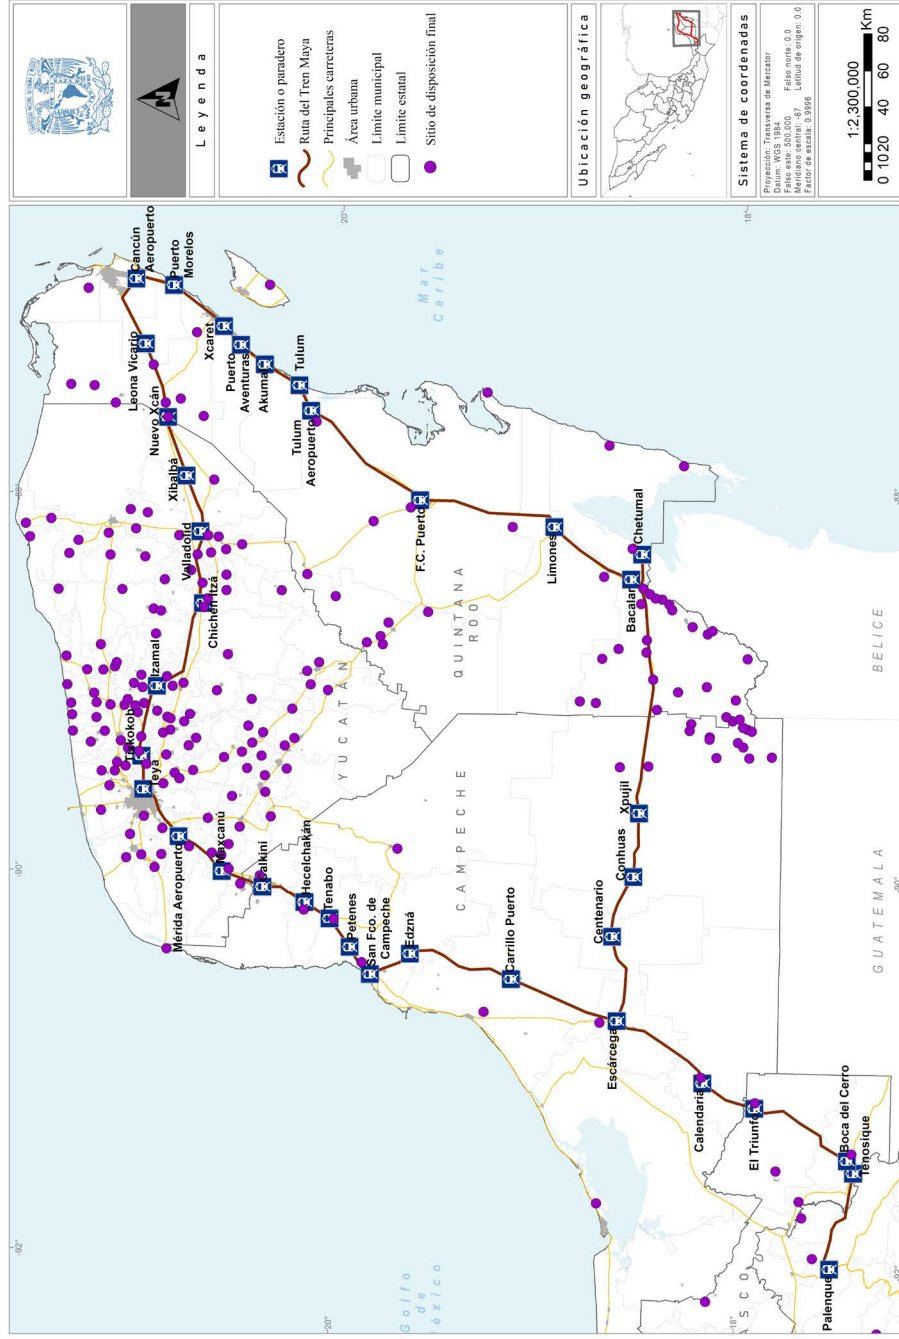 Leyenda
Estación o paradero
Ruta del Tren Maya
Principales carreteras
Área urbana
Límite municipal
Límite estatal
Sitio de disposición final
Ubicación geográfica
Sistema de coordenadas
Proyección: Transversa de Mercator
Datum: WGS 1984
Falso este: 500,000 Falso norte: 0.0
Meridiano central: -87 Latitud de origen: 0.0
Factor de escala: 0.9996
1:2,300,000
0 10 20 40 60 80 Km
N
-92°
-90°
-88°
20°
18°
-20°
-18°
-92°
-90°
-88°
Golfo
de
México
Mar
Caribe
YUCATÁN
QUINTANA
ROO
CAMPECHE
GUATEMALA
BELICE
ASCO
Cancún
Aeropuerto
Puerto
Morelos
Leona Vicario
Nuevo Xcán
Xibalbá
Valladolid
Chichén Itzá
Izamal
Tixkokob
Teya
Mérida Aeropuerto
Maxcanú
Calkiní
Hecelchakán
Tenabo
Petenes
San Fco. de
Campeche
Edzná
Carrillo Puerto
Escárcega
Calendaria
El Triunfo
Boca del Cerro
Tenosique
Palenque
Centenario
Conhuas
Xpujil
Bacalar
Chetumal
Limones
F.C. Puerto
Tulum
Aeropuerto
Tulum
Akumal
Puerto
Aventuras
Xcaret